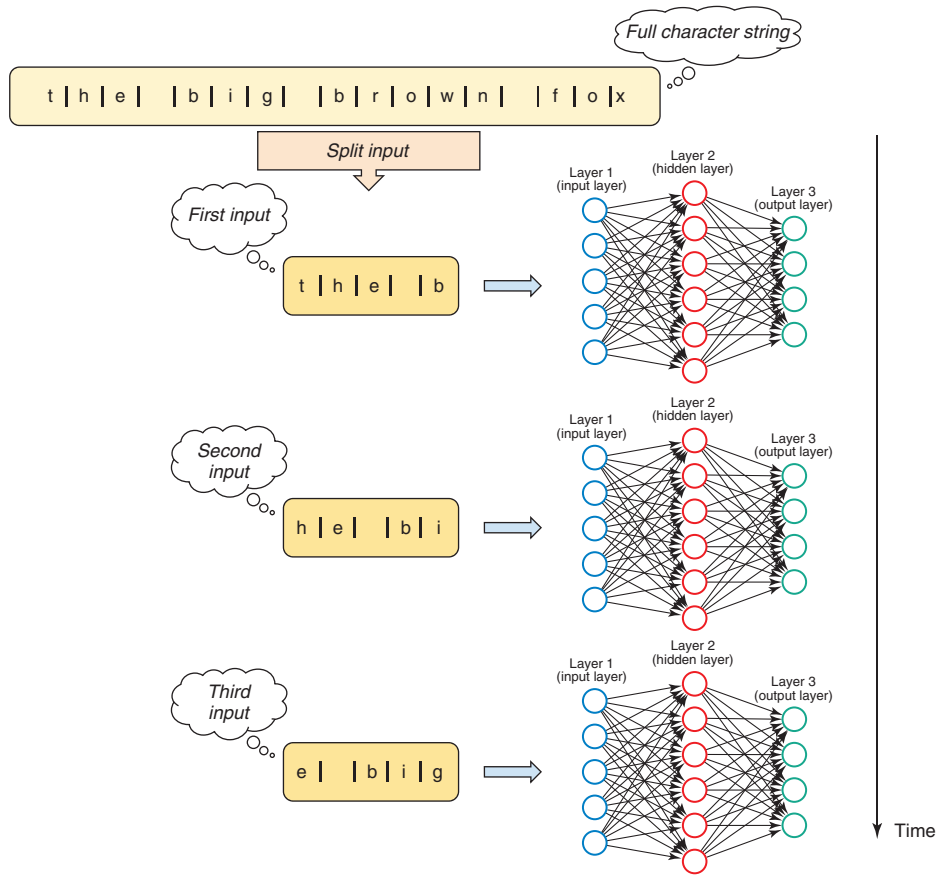 Full character string
t | h | e | | b | i | g | | b | r | o | w | n | | f | o | x
Split input
First input
t | h | e | | b
Layer 1
(input layer)
Layer 2
(hidden layer)
Layer 3
(output layer)
Second
input
h | e | | b | i
Layer 1
(input layer)
Layer 2
(hidden layer)
Layer 3
(output layer)
Third
input
e | | b | i | g
Layer 1
(input layer)
Layer 2
(hidden layer)
Layer 3
(output layer)
Time